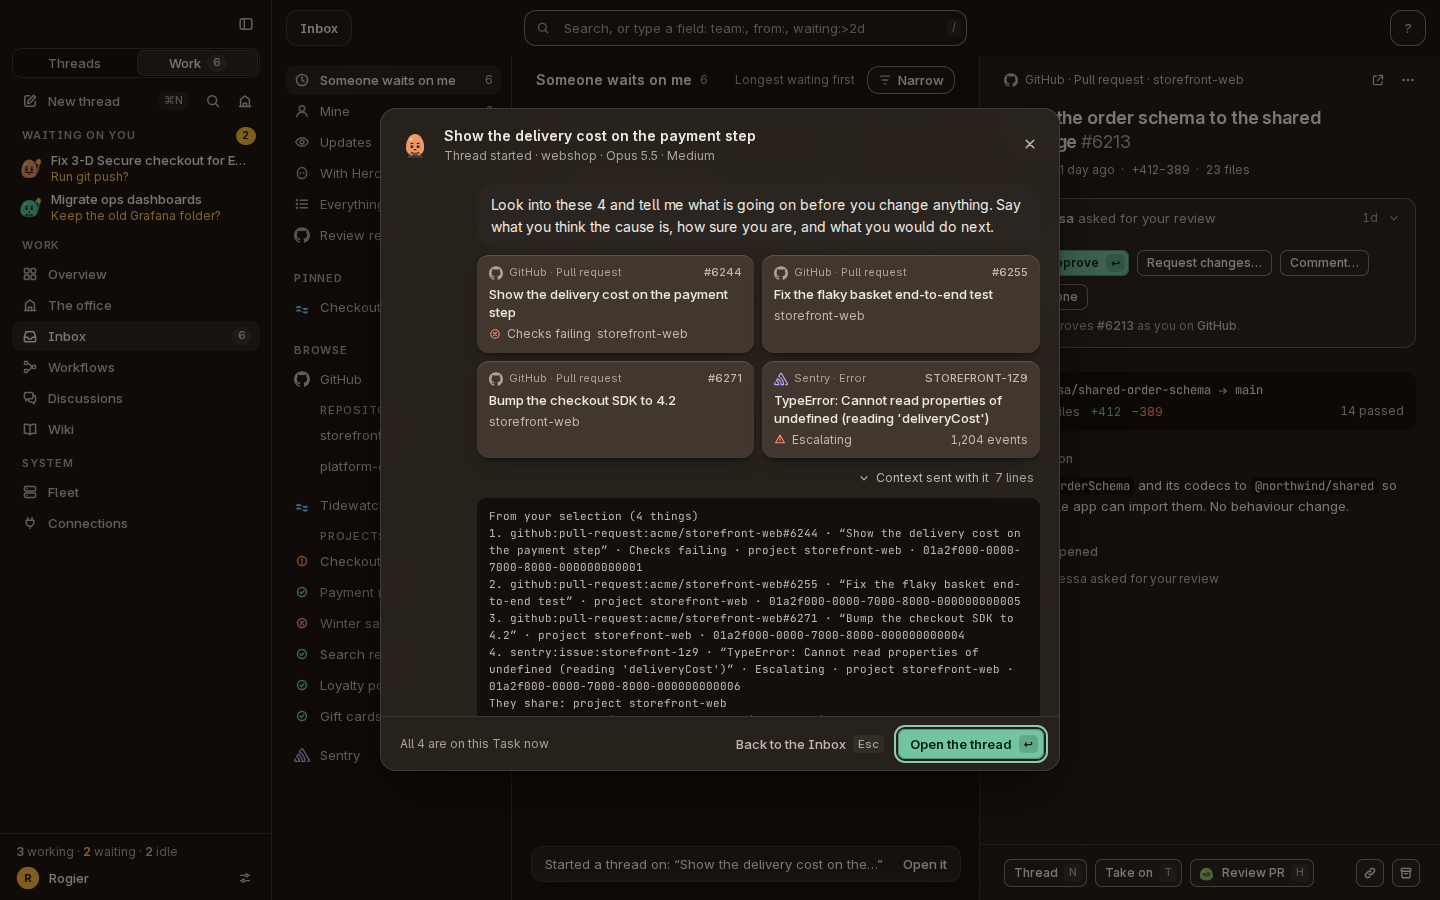 Inbox
Search, or type a field: team:, from:, waiting:>2d
/
?
Threads
Work 6
New thread ⌘N
WAITING ON YOU 2
Fix 3-D Secure checkout for E…
Run git push?
Migrate ops dashboards
Keep the old Grafana folder?
WORK
Overview
The office
Inbox 6
Workflows
Discussions
Wiki
SYSTEM
Fleet
Connections
3 working · 2 waiting · 2 idle
R Rogier
Someone waits on me 6
Mine
Updates
With Hero
Everything
Review re
PINNED
Checkout
BROWSE
GitHub
REPOSITO
storefront
platform-
Tidewatc
PROJECTS
Checkout
Payment
Winter sa
Search re
Loyalty po
Gift cards
Sentry
Someone waits on me 6
Longest waiting first
Narrow
Show the delivery cost on the payment step
Thread started · webshop · Opus 5.5 · Medium
Look into these 4 and tell me what is going on before you change anything. Say
what you think the cause is, how sure you are, and what you would do next.
GitHub · Pull request #6244
Show the delivery cost on the payment
step
Checks failing storefront-web
GitHub · Pull request #6255
Fix the flaky basket end-to-end test
storefront-web
GitHub · Pull request #6271
Bump the checkout SDK to 4.2
storefront-web
Sentry · Error STOREFRONT-1Z9
TypeError: Cannot read properties of
undefined (reading 'deliveryCost')
Escalating 1,204 events
Context sent with it 7 lines
From your selection (4 things)
1. github:pull-request:acme/storefront-web#6244 · “Show the delivery cost on
the payment step” · Checks failing · project storefront-web · 01a2f000-0000-
7000-8000-000000000001
2. github:pull-request:acme/storefront-web#6255 · “Fix the flaky basket end-
to-end test” · project storefront-web · 01a2f000-0000-7000-8000-000000000005
3. github:pull-request:acme/storefront-web#6271 · “Bump the checkout SDK to
4.2” · project storefront-web · 01a2f000-0000-7000-8000-000000000004
4. sentry:issue:storefront-1z9 · “TypeError: Cannot read properties of
undefined (reading 'deliveryCost')” · Escalating · project storefront-web ·
01a2f000-0000-7000-8000-000000000006
They share: project storefront-web
All 4 are on this Task now
Back to the Inbox Esc
Open the thread ↩
Started a thread on: “Show the delivery cost on the…” Open it
GitHub · Pull request · storefront-web
the order schema to the shared
ge #6213
1 day ago · +412−389 · 23 files
sa asked for your review 1d
prove ↩
Request changes…
Comment…
one
roves #6213 as you on GitHub.
sa/shared-order-schema → main
iles +412 −389 14 passed
on
rderSchema and its codecs to @northwind/shared so
e app can import them. No behaviour change.
pened
essa asked for your review
Thread N
Take on T
Review PR H